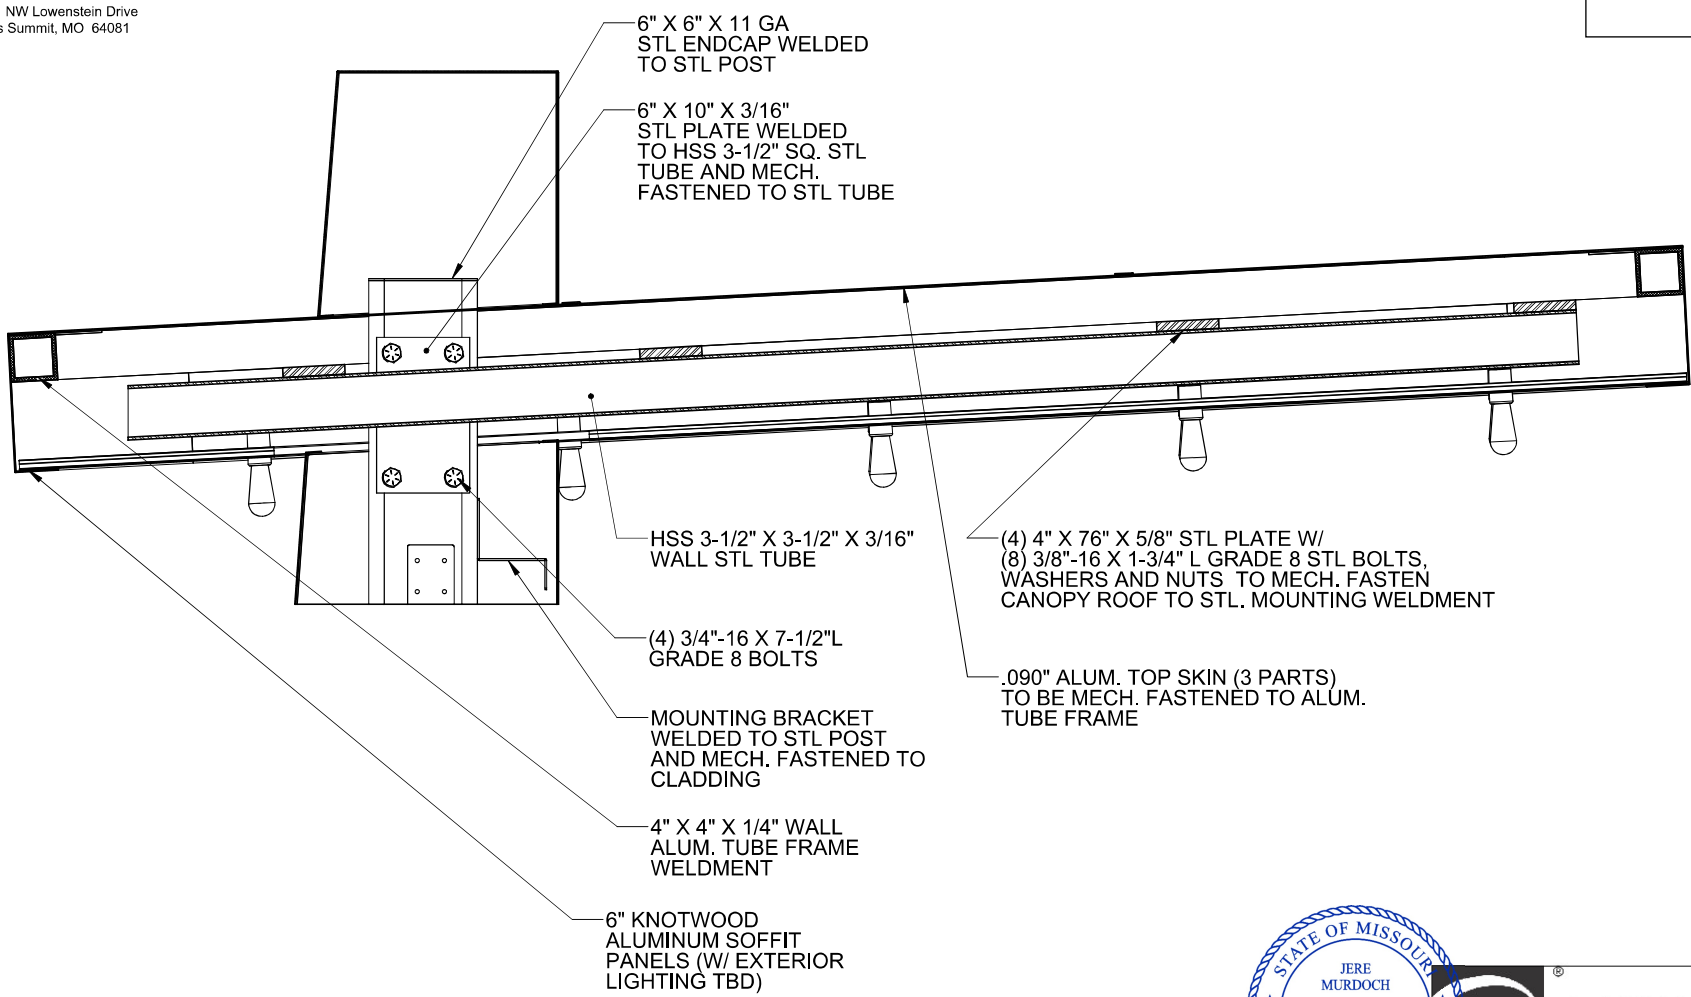 NW Lowenstein Drive
Summit, MO 64081
6" X 6" X 11 GA
STL ENDCAP WELDED
TO STL POST
6" X 10" X 3/16"
STL PLATE WELDED
TO HSS 3-1/2" SQ. STL
TUBE AND MECH.
FASTENED TO STL TUBE
HSS 3-1/2" X 3-1/2" X 3/16"
WALL STL TUBE
(4) 4" X 76" X 5/8" STL PLATE W/
(8) 3/8"-16 X 1-3/4" L GRADE 8 STL BOLTS,
WASHERS AND NUTS TO MECH. FASTEN
CANOPY ROOF TO STL. MOUNTING WELDMENT
(4) 3/4"-16 X 7-1/2"L
GRADE 8 BOLTS
.090" ALUM. TOP SKIN (3 PARTS)
TO BE MECH. FASTENED TO ALUM.
TUBE FRAME
MOUNTING BRACKET
WELDED TO STL POST
AND MECH. FASTENED TO
CLADDING
4" X 4" X 1/4" WALL
ALUM. TUBE FRAME
WELDMENT
6" KNOTWOOD
ALUMINUM SOFFIT
PANELS (W/ EXTERIOR
LIGHTING TBD)
STATE OF MISSOURI
JERE
MURDOCH
®